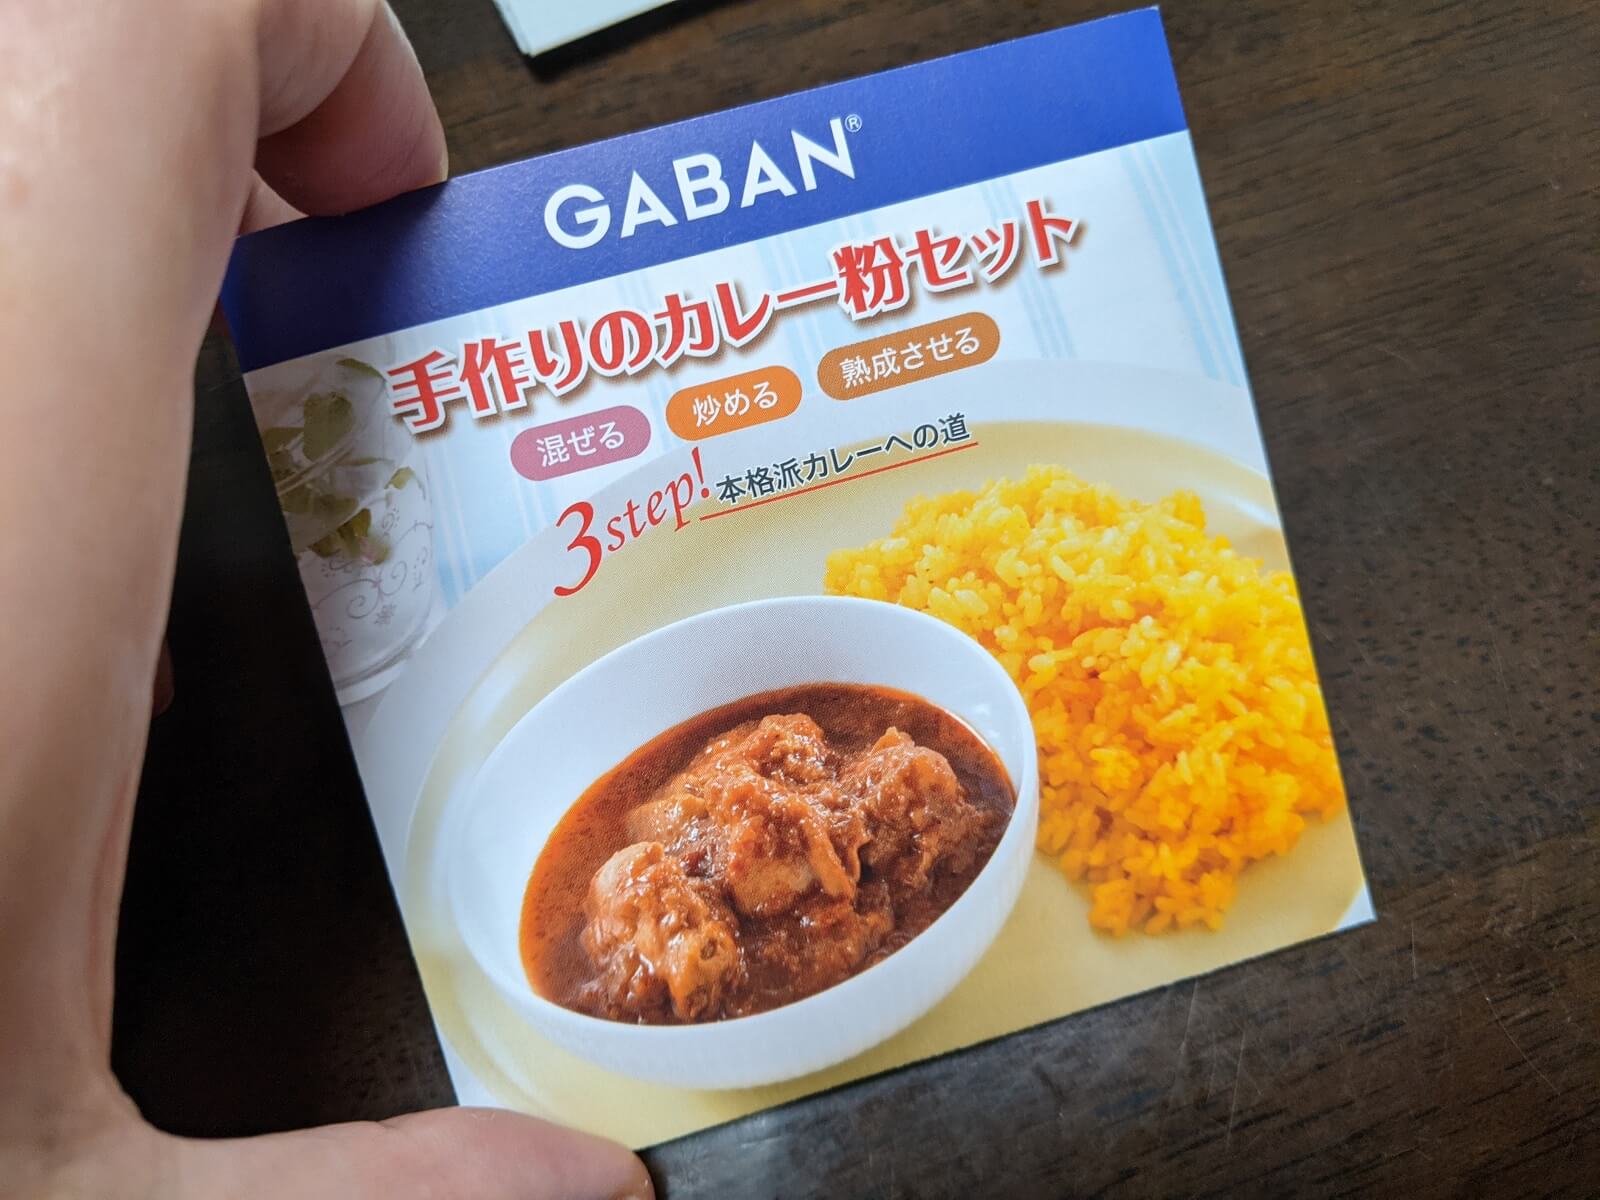 GABAN®
手作りのカレー粉セット
混ぜる 炒める 熟成させる
3step!本格派カレーへの道